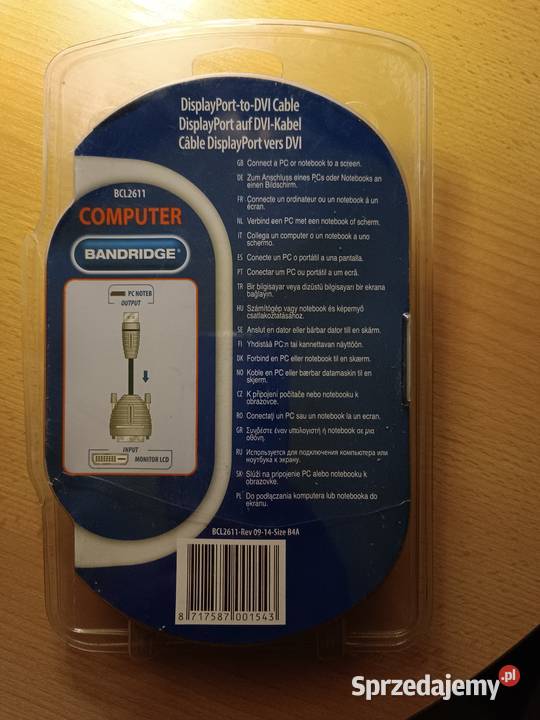 DisplayPort-to-DVI Cable
DisplayPort auf DVI-Kabel
Câble DisplayPort vers DVI
BCL2611
COMPUTER
BANDRIDGE®
PC NOTEB
OUTPUT
INPUT
MONITOR LCD
GB Connect a PC or notebook to a screen.
DE Zum Anschluss eines PCs oder Notebooks an
einen Bildschirm.
FR Connecte un ordinateur ou un notebook à un
écran.
NL Verbind een PC met een notebook of scherm.
IT Collega un computer o un notebook a uno
schermo.
ES Conecte un PC o portátil a una pantalla.
PT Conectar um PC ou portátil a um ecrã.
TR Bir bilgisayar veya dizüstü bilgisayarı bir ekrana
bağlayın.
HU Számítógép vagy notebook és képernyő
csatlakoztatásához.
SE Anslut en dator eller bärbar dator till en skärm.
FI Yhdistää PC:n tai kannettavan näyttöön.
DK Forbind en PC eller notebook til en skærm.
NO Koble en PC eller bærbar datamaskin til en
skjerm.
CZ K připojení počítače nebo notebooku k
obrazovce.
RO Conectaţi un PC sau un notebook la un ecran.
GR Συνδέστε έναν υπολογιστή ή notebook σε μια
οθόνη.
RU Используется для подключения компьютера или
ноутбука к экрану.
SK Slúži na pripojenie PC alebo notebooku k
obrazovke.
PL Do podłączania komputera lub notebooka do
ekranu.
BCL2611-Rev 09-14-Size B4A
8 717587 001543
Sprzedajemy.pl